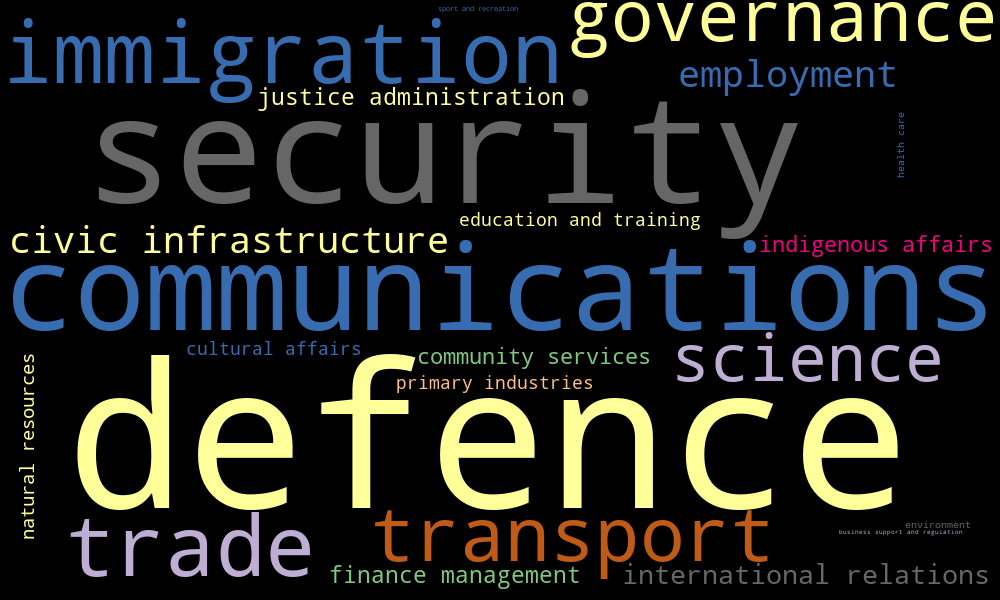 sport and recreation
governance
immigration
employment
justice administration
security
health care
education and training
civic infrastructure
indigenous affairs
communications
cultural affairs
community services
science
primary industries
natural resources
defence
trade
transport
environment
business support and regulation
finance management
international relations